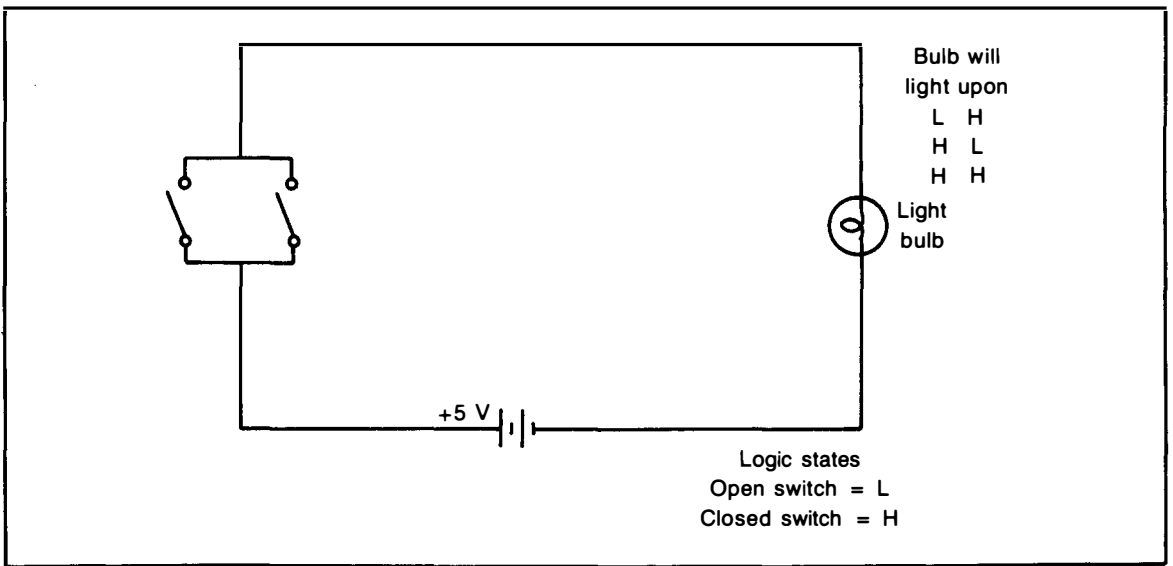 Bulb will
light upon
L H
H L
H H
Light
bulb
+5 V
Logic states
Open switch = L
Closed switch = H